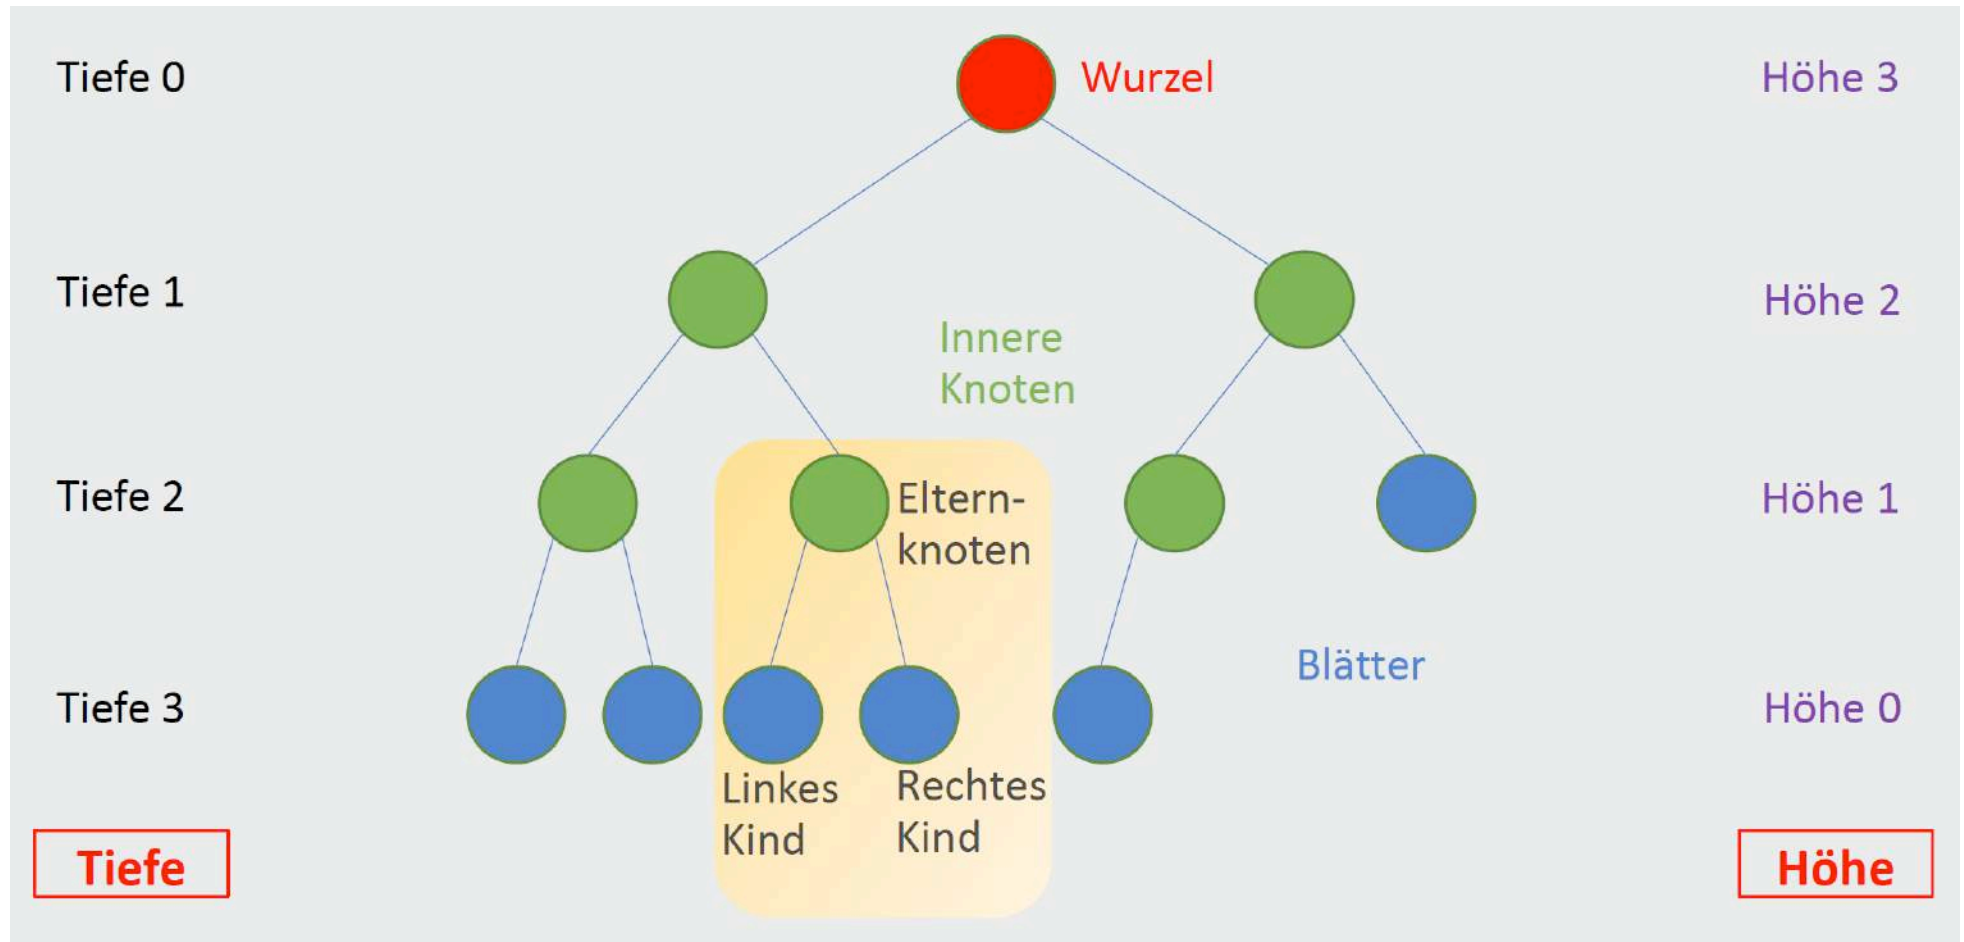 Tiefe 0
Wurzel
Höhe 3
Tiefe 1
Höhe 2
Innere
Knoten
Tiefe 2
Eltern-
knoten
Höhe 1
Blätter
Tiefe 3
Höhe 0
Linkes
Kind
Rechtes
Kind
Tiefe
Höhe